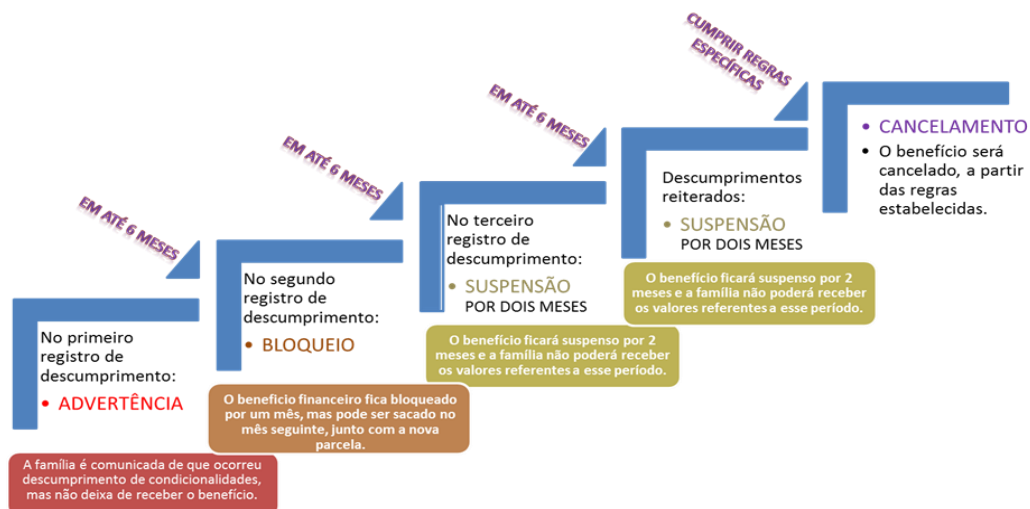 No primeiro
registro de
descumprimento:
• ADVERTÊNCIA
A família é comunicada de que ocorreu
descumprimento de condicionalidades,
mas não deixa de receber o benefício.
EM ATÉ 6 MESES
No segundo
registro de
descumprimento:
• BLOQUEIO
O beneficio financeiro fica bloqueado
por um mês, mas pode ser sacado no
mês seguinte, junto com a nova
parcela.
EM ATÉ 6 MESES
No terceiro
registro de
descumprimento:
• SUSPENSÃO
POR DOIS MESES
O benefício ficará suspenso por 2
meses e a família não poderá receber
os valores referentes a esse período.
EM ATÉ 6 MESES
Descumprimentos
reiterados:
• SUSPENSÃO
POR DOIS MESES
O benefício ficará suspenso por 2
meses e a família não poderá receber
os valores referentes a esse período.
CUMPRIR REGRAS
ESPECÍFICAS
• CANCELAMENTO
• O benefício será
cancelado, a partir
das regras
estabelecidas.